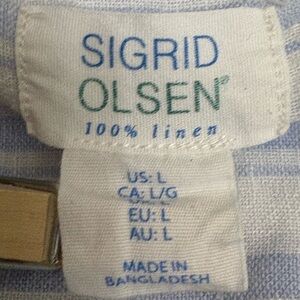 SIGRID
OLSEN®
100% linen
US: L
CA: L/G
EU: L
AU: L
MADE IN
BANGLADESH